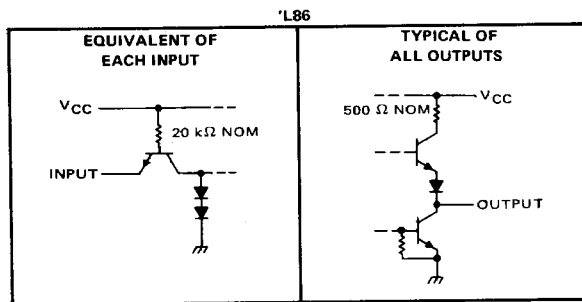 'L86
EQUIVALENT OF
EACH INPUT
VCC
20 kΩ NOM
INPUT
TYPICAL OF
ALL OUTPUTS
VCC
500 Ω NOM
OUTPUT